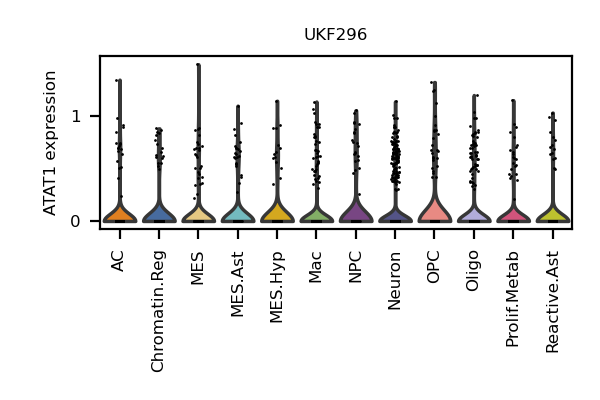 UKF296
ATAT1 expression
1
0
AC
Chromatin.Reg
MES
MES.Ast
MES.Hyp
Mac
NPC
Neuron
OPC
Oligo
Prolif.Metab
Reactive.Ast